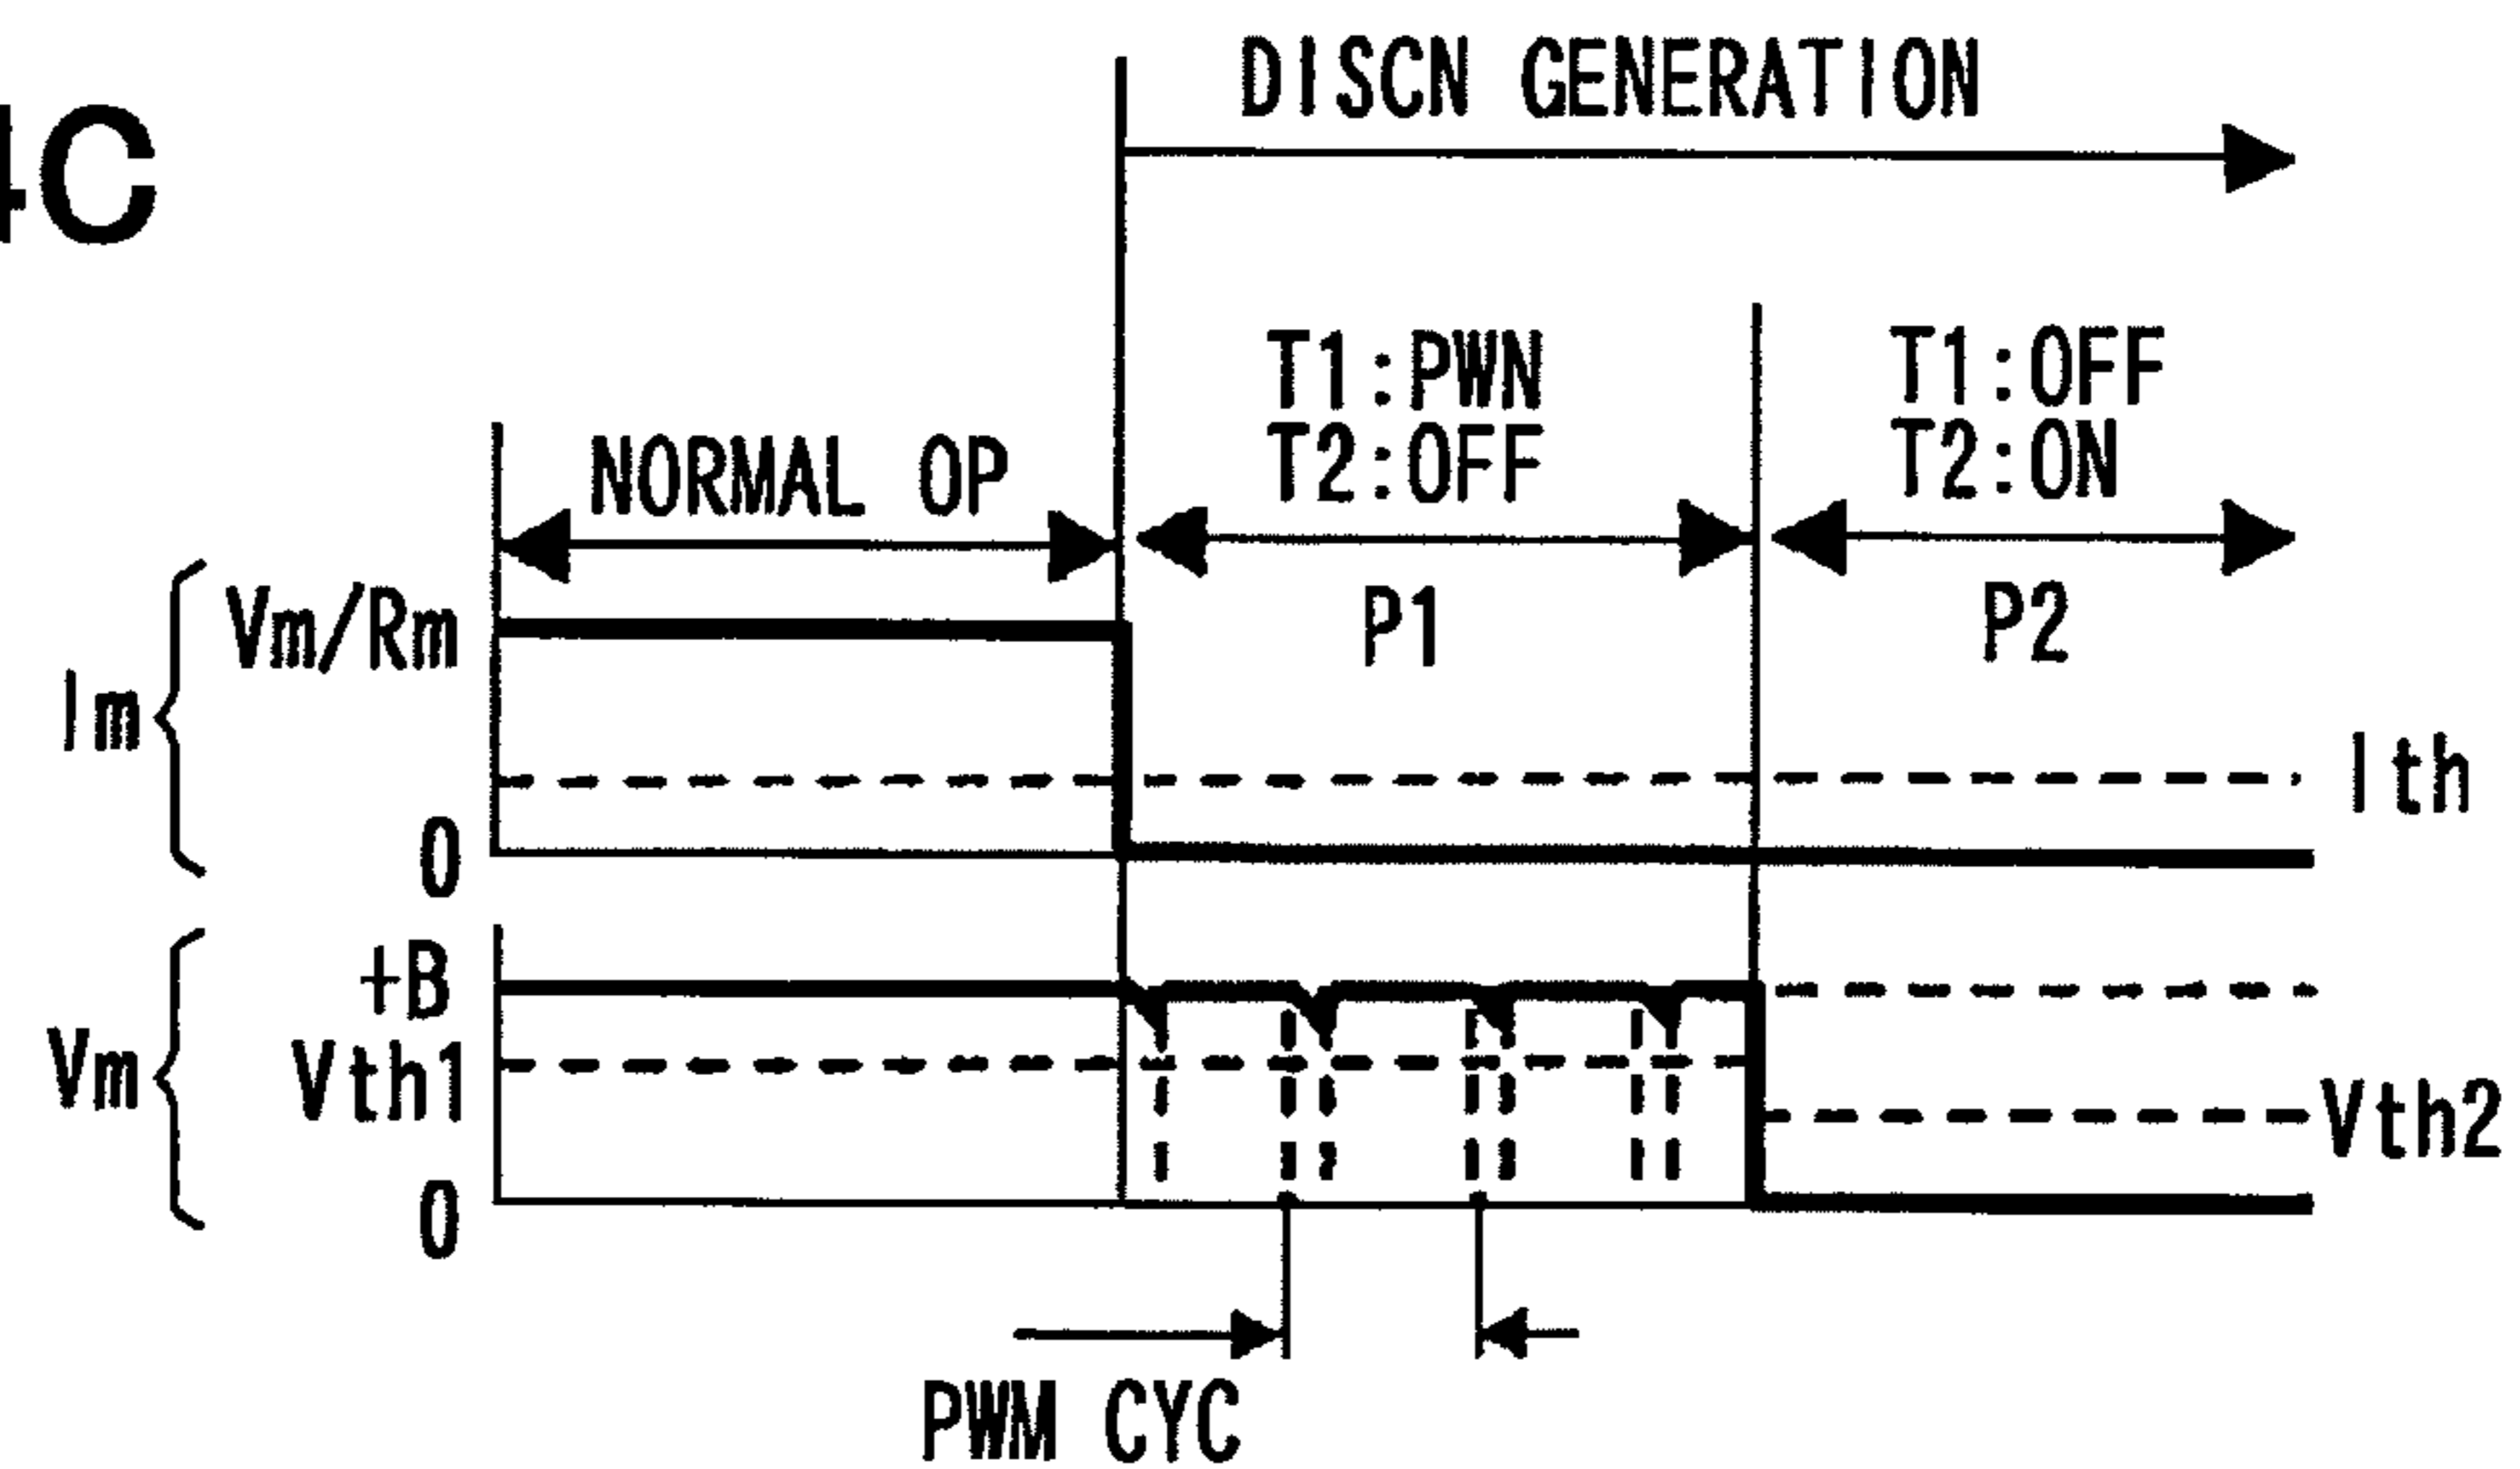 4C
DISCN GENERATION
T1:PWN
T2:OFF
T1:OFF
T2:ON
NORMAL OP
P1
P2
Im
Vm/Rm
Ith
0
Vm
+B
Vth1
Vth2
0
PWM CYC